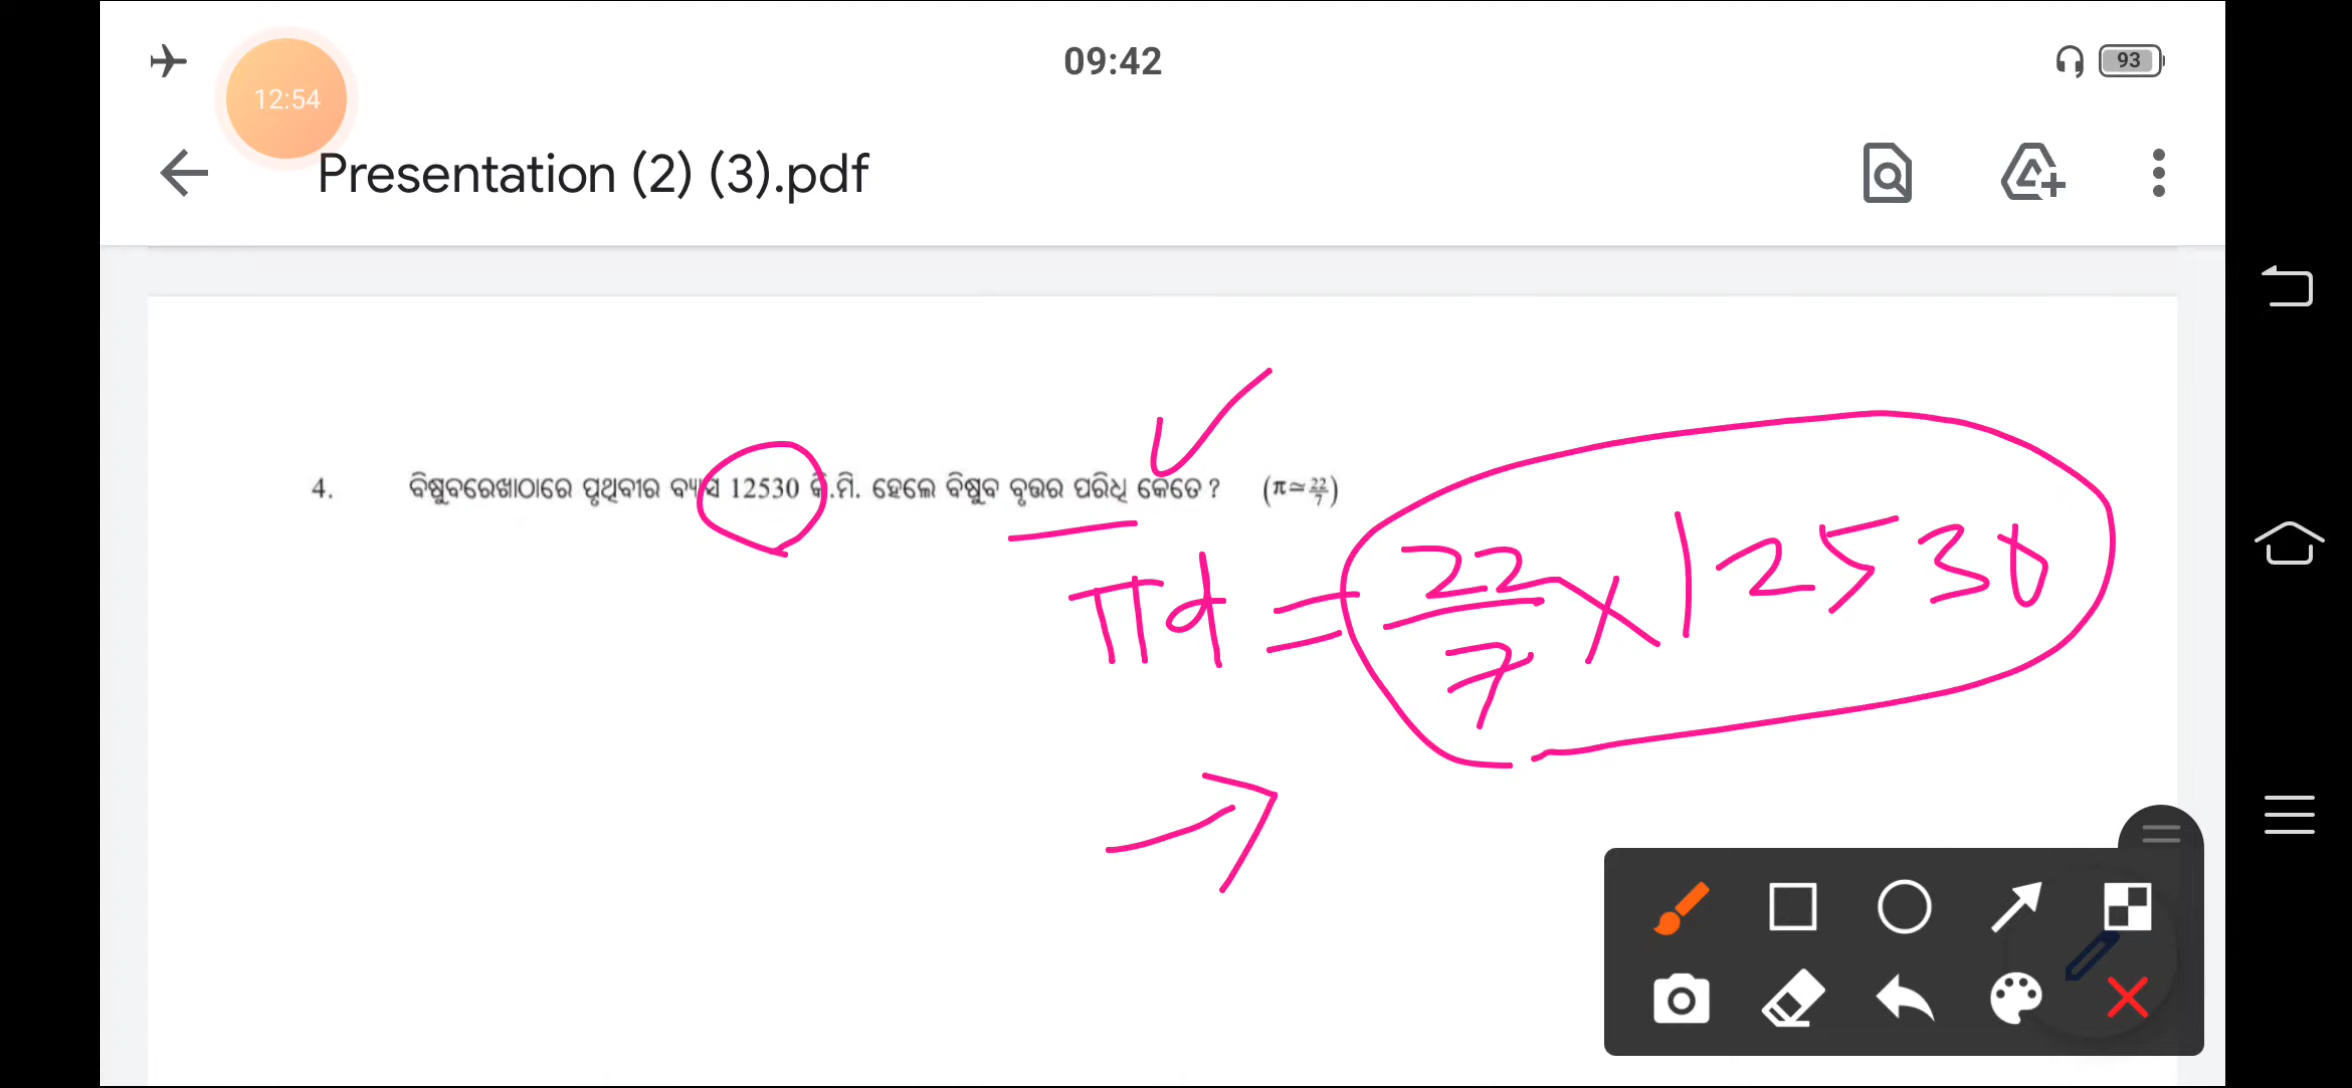 09:42
93
12:54
Presentation (2) (3).pdf
4. ବିଷୁବରେଖାଠାରେ ପୃଥିବୀର ବ୍ୟାସ 12530 କି.ମି. ହେଲେ ବିଷୁବ ବୃତ୍ତର ପରିଧି କେତେ ? (π≃22/7)
πd = 22/7 × 12530